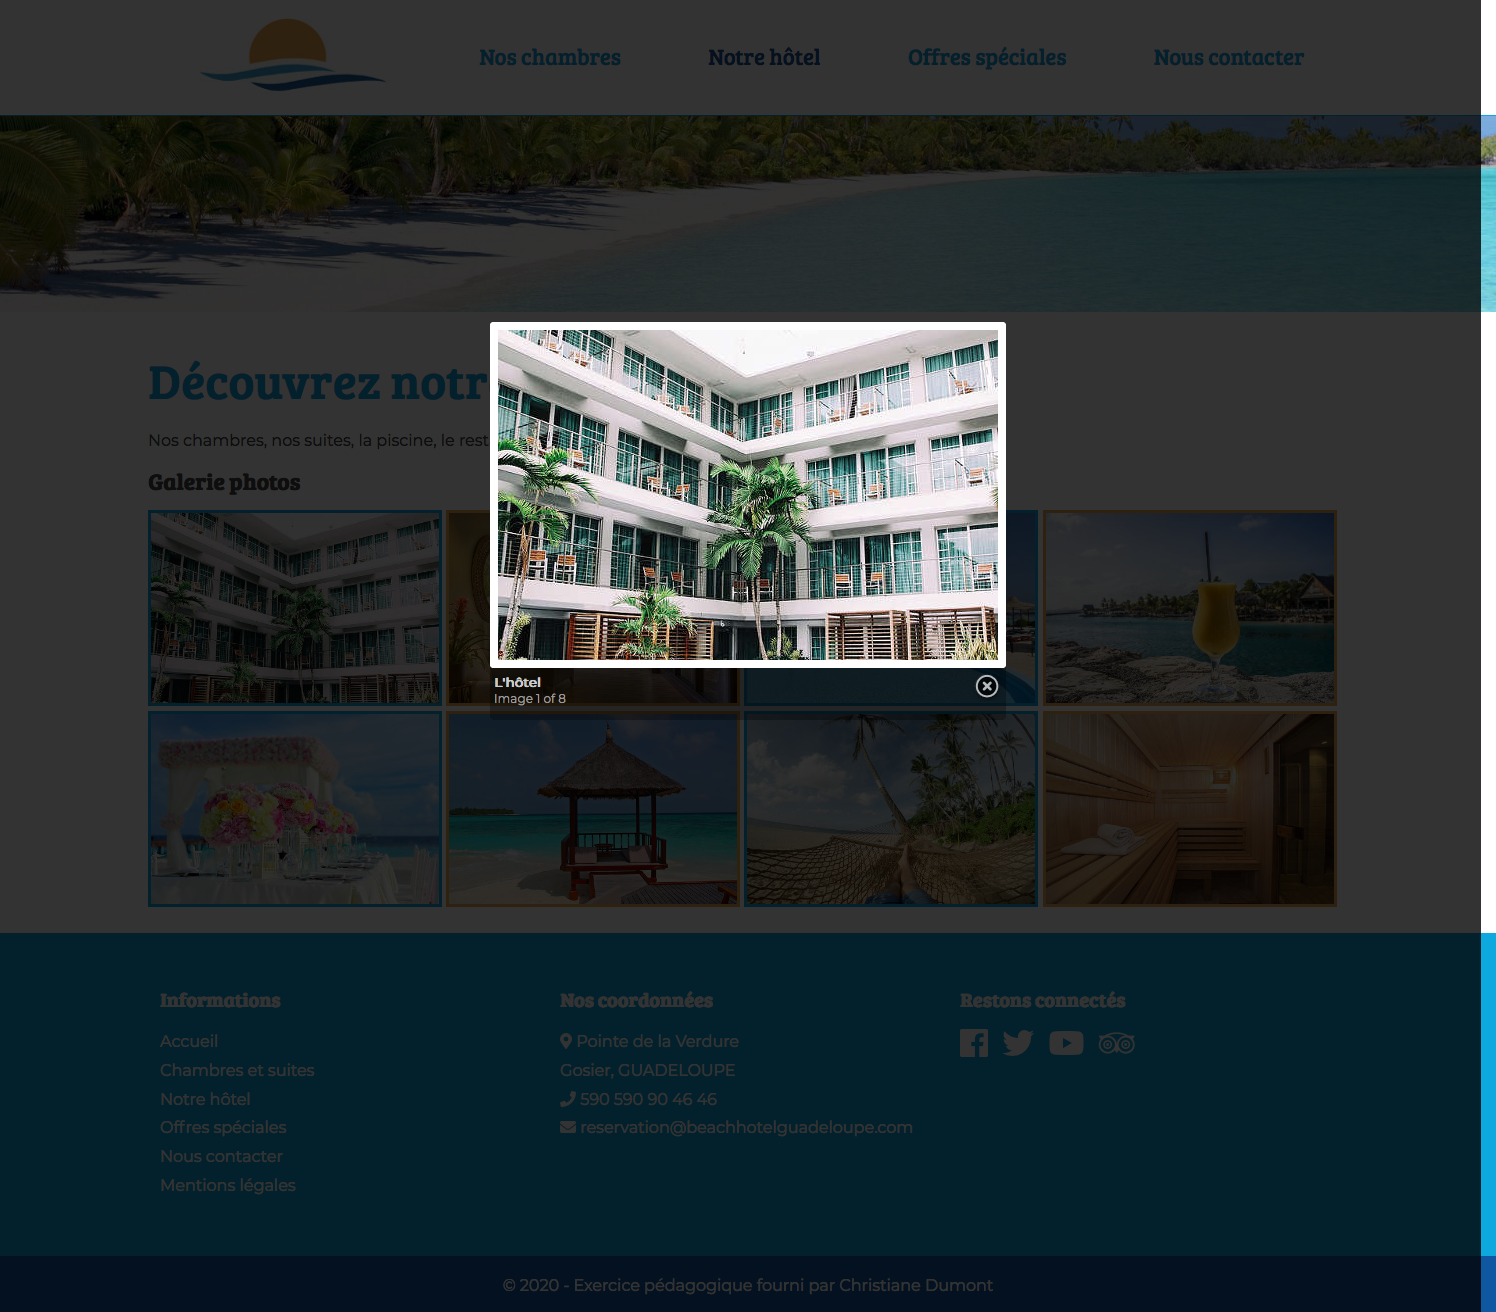 Nos chambres
Notre hôtel
Offres spéciales
Nous contacter
Découvrez notr
Nos chambres, nos suites, la piscine, le rest
Galerie photos
L'hôtel
Image 1 of 8
Informations
Accueil
Chambres et suites
Notre hôtel
Offres spéciales
Nous contacter
Mentions légales
Nos coordonnées
Pointe de la Verdure
Gosier, GUADELOUPE
590 590 90 46 46
reservation@beachhotelguadeloupe.com
Restons connectés
© 2020 - Exercice pédagogique fourni par Christiane Dumont